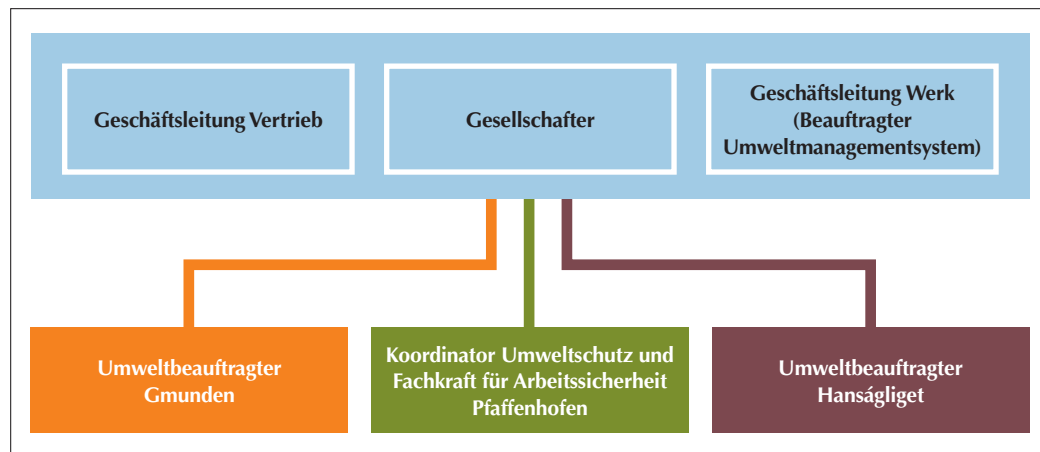 Geschäftsleitung Vertrieb
Gesellschafter
Geschäftsleitung Werk
(Beauftragter
Umweltmanagementsystem)
Umweltbeauftragter
Gmunden
Koordinator Umweltschutz und
Fachkraft für Arbeitssicherheit
Pfaffenhofen
Umweltbeauftragter
Hanságliget